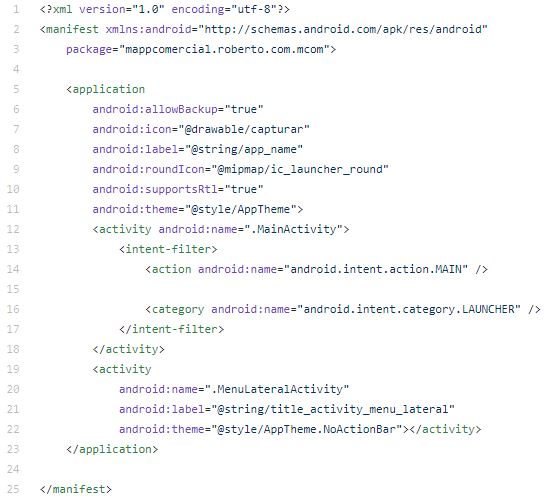 1 <?xml version="1.0" encoding="utf-8"?>
2 <manifest xmlns:android="http://schemas.android.com/apk/res/android"
3     package="mappcomercial.roberto.com.mcom">
4
5     <application
6         android:allowBackup="true"
7         android:icon="@drawable/capturar"
8         android:label="@string/app_name"
9         android:roundIcon="@mipmap/ic_launcher_round"
10         android:supportsRtl="true"
11         android:theme="@style/AppTheme">
12         <activity android:name=".MainActivity">
13             <intent-filter>
14                 <action android:name="android.intent.action.MAIN" />
15
16                 <category android:name="android.intent.category.LAUNCHER" />
17             </intent-filter>
18         </activity>
19         <activity
20             android:name=".MenuLateralActivity"
21             android:label="@string/title_activity_menu_lateral"
22             android:theme="@style/AppTheme.NoActionBar"></activity>
23     </application>
24
25 </manifest>